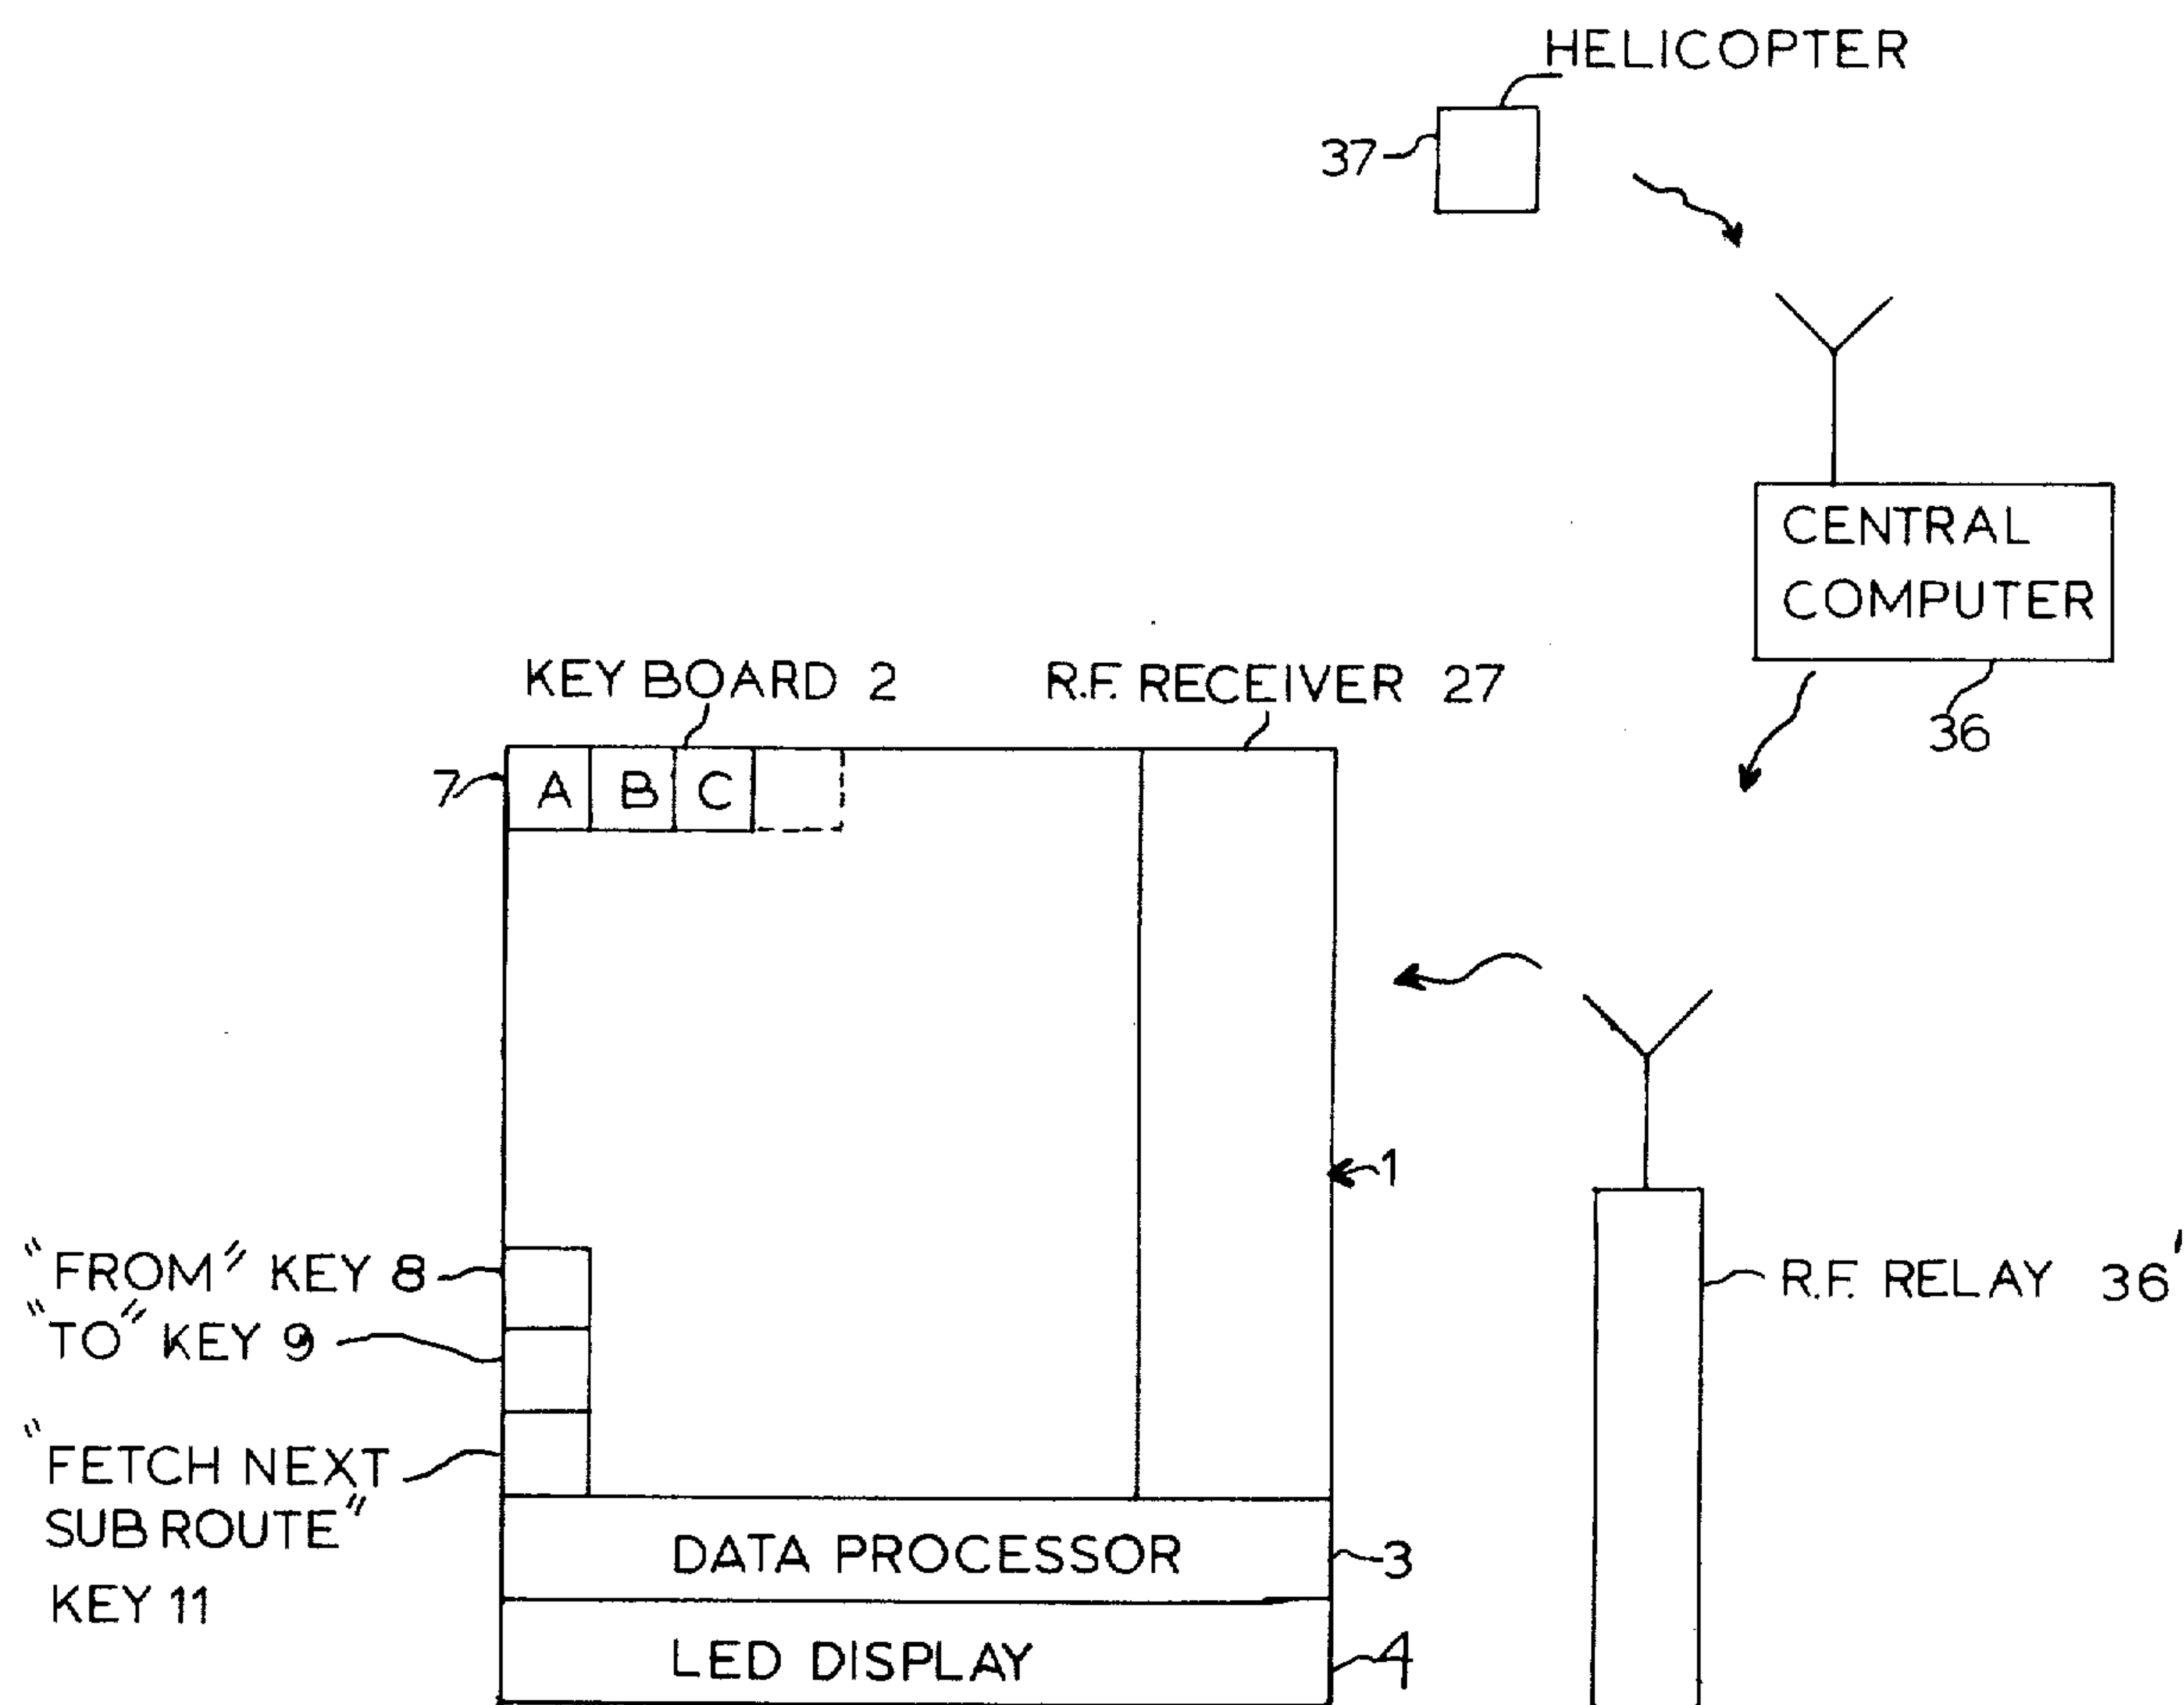 HELICOPTER
37
CENTRAL
COMPUTER
36
KEY BOARD 2
R.F. RECEIVER 27
7
A B C
1
"FROM" KEY 8
"TO" KEY 9
"FETCH NEXT
SUB ROUTE"
KEY 11
R.F. RELAY 36'
DATA PROCESSOR
3
LED DISPLAY
4